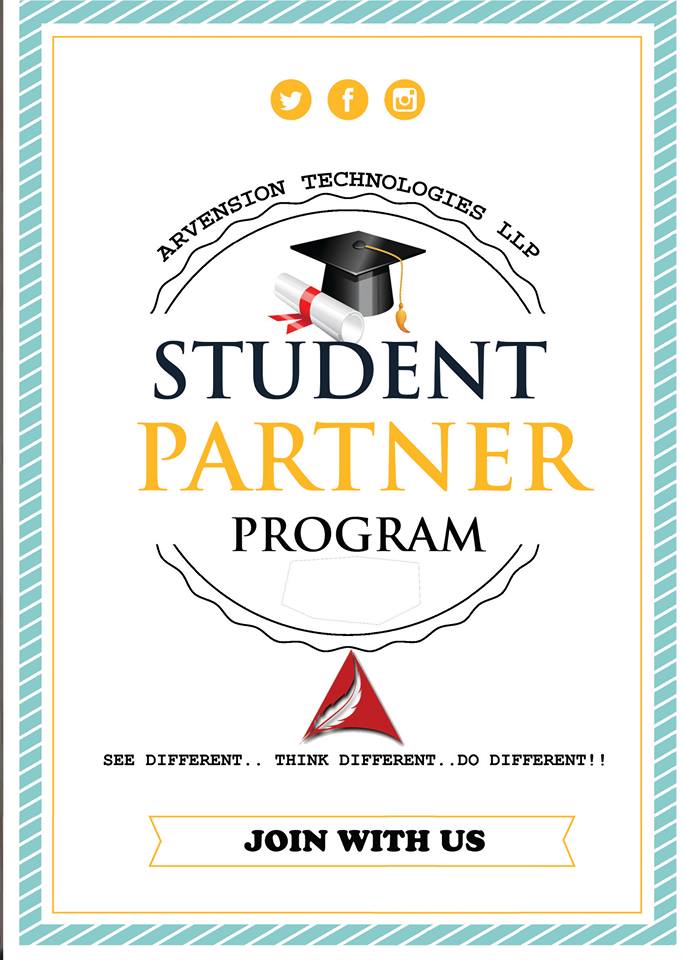 ARVENSION TECHNOLOGIES LLP
STUDENT
PARTNER
PROGRAM
SEE DIFFERENT.. THINK DIFFERENT..DO DIFFERENT!!
JOIN WITH US